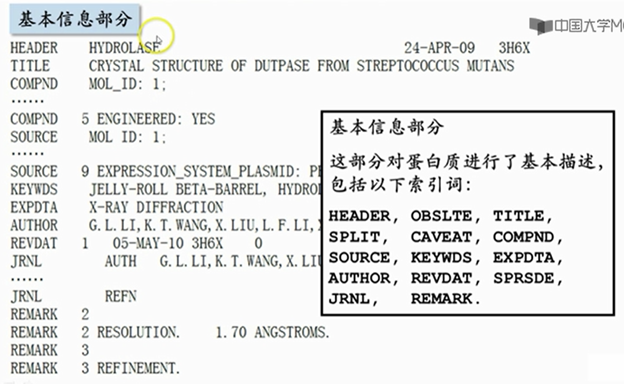 基本信息部分
中国大学M
HEADER HYDROLASE 24-APR-09 3H6X
TITLE CRYSTAL STRUCTURE OF DUTPASE FROM STREPTOCOCCUS MUTANS
COMPND MOL_ID: 1;
······
COMPND 5 ENGINEERED: YES
SOURCE MOL ID: 1;
······
SOURCE 9 EXPRESSION_SYSTEM_PLASMID:
KEYWDS JELLY-ROLL BETA-BARREL,
EXPDTA X-RAY DIFFRACTION
AUTHOR G.L.LI,K.T.WANG,X.LIU,L.F.LI,X
REVDAT 1 05-MAY-10 3H6X 0
JRNL AUTH G.L.LI,K.T.WANG,X.LIU
······
JRNL REFN
REMARK 2
REMARK 2 RESOLUTION. 1.70 ANGSTROMS.
REMARK 3
REMARK 3 REFINEMENT.
基本信息部分
这部分对蛋白质进行了基本描述,
包括以下索引词:
HEADER, OBSLTE, TITLE,
SPLIT, CAVEAT, COMPND,
SOURCE, KEYWDS, EXPDTA,
AUTHOR, REVDAT, SPRSDE,
JRNL, REMARK.